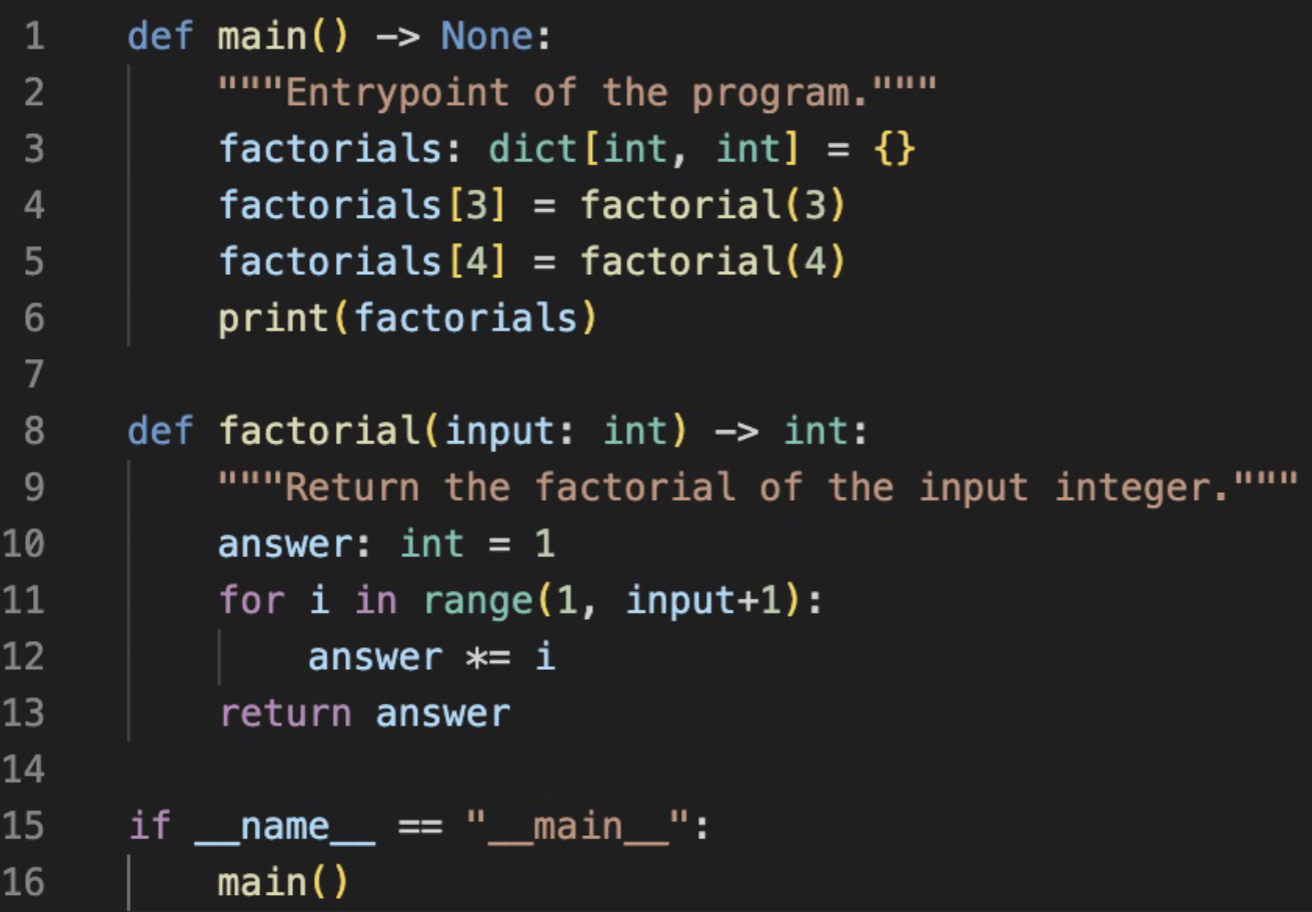 1 def main() -> None:
2 """Entrypoint of the program."""
3 factorials: dict[int, int] = {}
4 factorials[3] = factorial(3)
5 factorials[4] = factorial(4)
6 print(factorials)
7
8 def factorial(input: int) -> int:
9 """Return the factorial of the input integer."""
10 answer: int = 1
11 for i in range(1, input+1):
12 answer *= i
13 return answer
14
15 if __name__ == "__main__":
16 main()